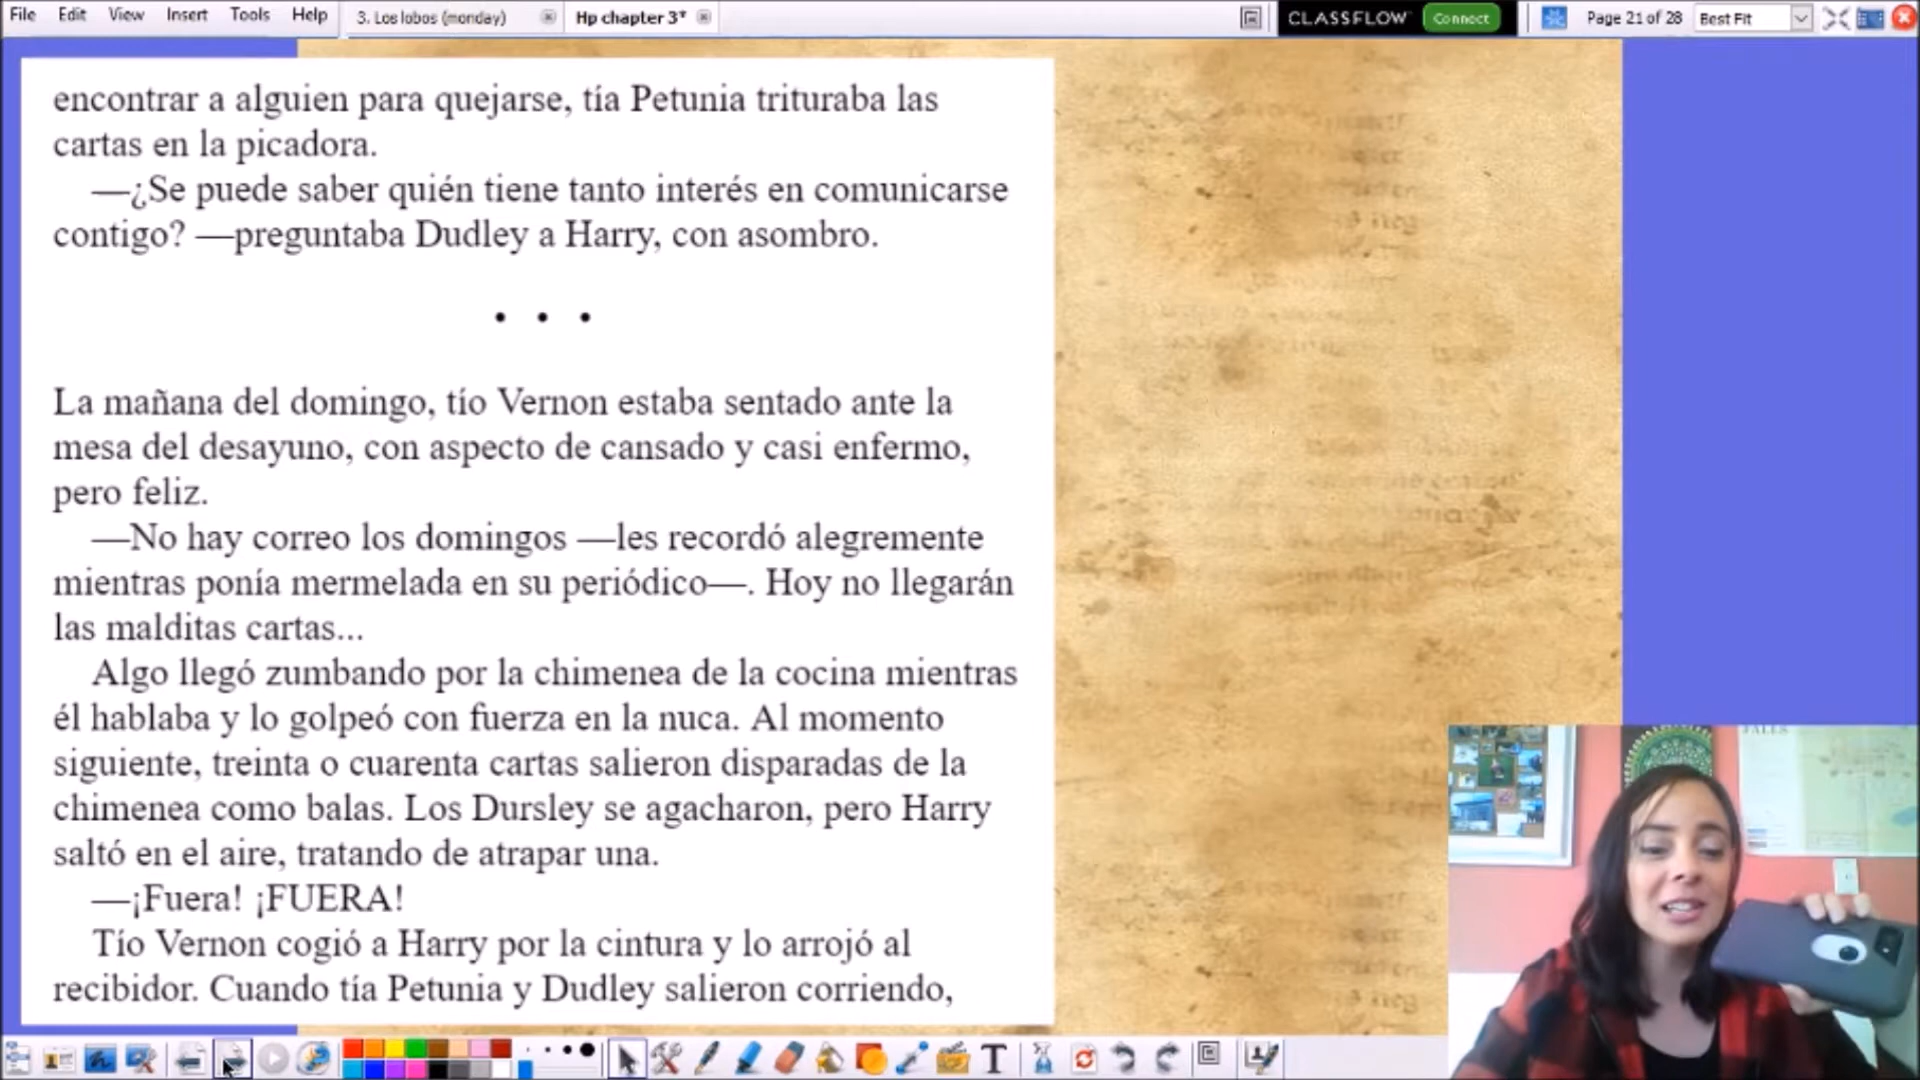 File Edit View Insert Tools Help 3. Los lobos (monday) Hp chapter 3* CLASSFLOW Connect Page 21 of 28 Best Fit
encontrar a alguien para quejarse, tía Petunia trituraba las
cartas en la picadora.
—¿Se puede saber quién tiene tanto interés en comunicarse
contigo? —preguntaba Dudley a Harry, con asombro.
• • •
La mañana del domingo, tío Vernon estaba sentado ante la
mesa del desayuno, con aspecto de cansado y casi enfermo,
pero feliz.
—No hay correo los domingos —les recordó alegremente
mientras ponía mermelada en su periódico—. Hoy no llegarán
las malditas cartas...
Algo llegó zumbando por la chimenea de la cocina mientras
él hablaba y lo golpeó con fuerza en la nuca. Al momento
siguiente, treinta o cuarenta cartas salieron disparadas de la
chimenea como balas. Los Dursley se agacharon, pero Harry
saltó en el aire, tratando de atrapar una.
—¡Fuera! ¡FUERA!
Tío Vernon cogió a Harry por la cintura y lo arrojó al
recibidor. Cuando tía Petunia y Dudley salieron corriendo,